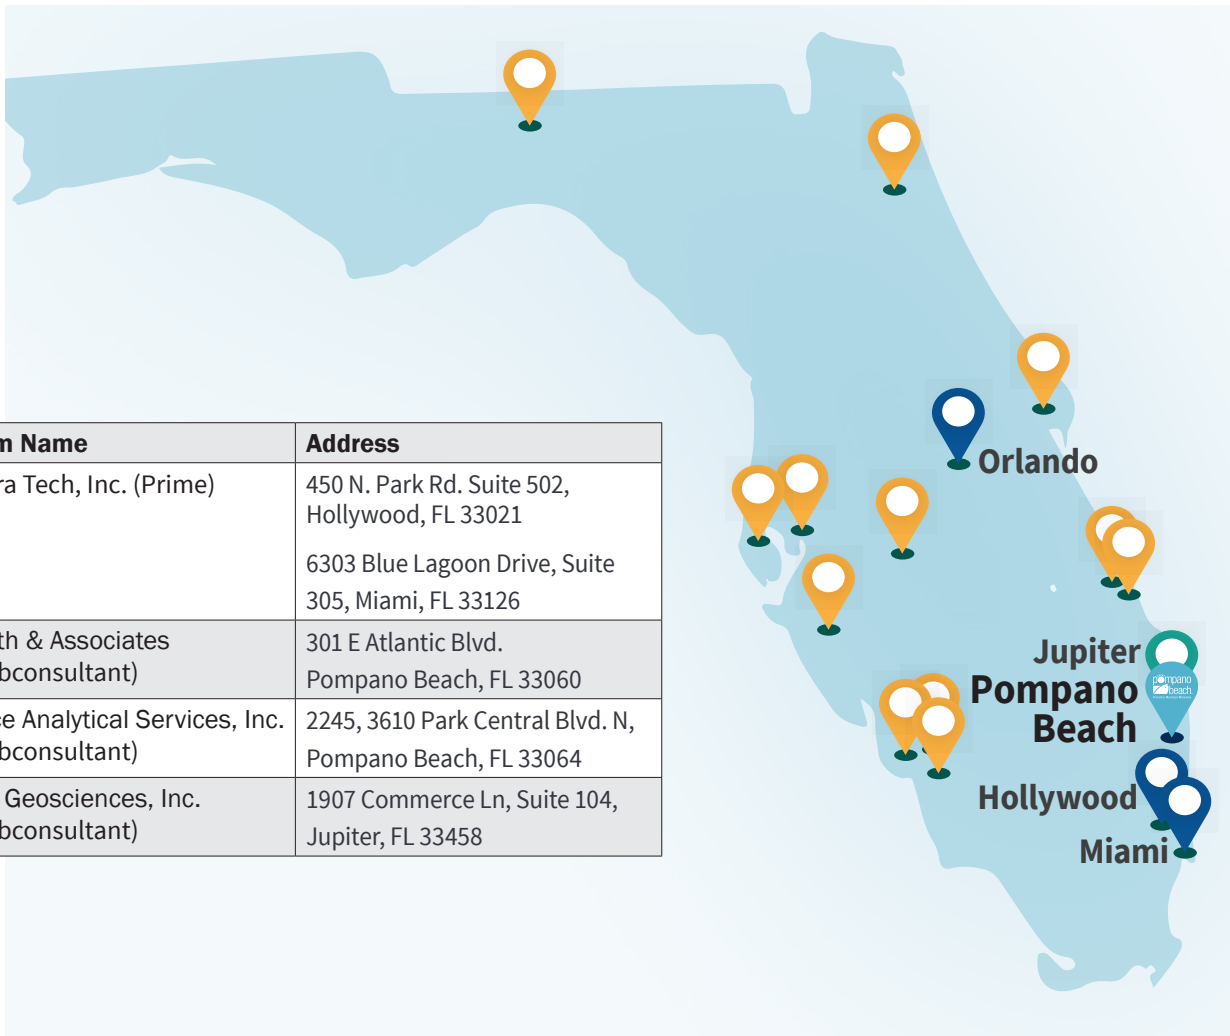 m Name Address
ra Tech, Inc. (Prime) 450 N. Park Rd. Suite 502,
Hollywood, FL 33021
6303 Blue Lagoon Drive, Suite
305, Miami, FL 33126
th & Associates 301 E Atlantic Blvd.
bconsultant) Pompano Beach, FL 33060
ce Analytical Services, Inc. 2245, 3610 Park Central Blvd. N,
bconsultant) Pompano Beach, FL 33064
Geosciences, Inc. 1907 Commerce Ln, Suite 104,
bconsultant) Jupiter, FL 33458
Orlando
Jupiter
Pompano
Beach
pompano
beach
Hollywood
Miami